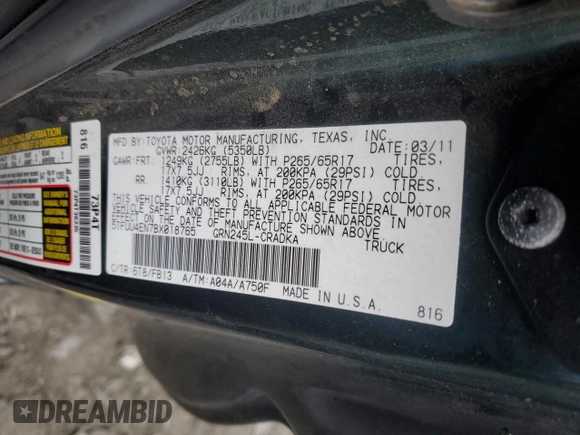 MFD.BY:TOYOTA MOTOR MANUFACTURING, TEXAS, INC.
GVWR:2426KG (5350LB) DATE:03/11
GAWR:FRT. 1249KG (2755LB) WITH P265/65R17 TIRES,
17X7.5JJ RIMS, AT 200KPA (29PSI) COLD
RR. 1410KG (3110LB) WITH P265/65R17 TIRES,
17X7.5JJ RIMS, AT 200KPA (29PSI) COLD
THIS VEHICLE CONFORMS TO ALL APPLICABLE FEDERAL MOTOR
VEHICLE SAFETY AND THEFT PREVENTION STANDARDS IN
EFFECT ON THE DATE OF MANUFACTURE SHOWN ABOVE.
5TFUU4EN7BX018765 GRN245L-CRADKA TRUCK
C/TR:6T8/FB13 A/TM:A04A/A750F
MADE IN U.S.A. 816
816
73P4T
DREAMBID